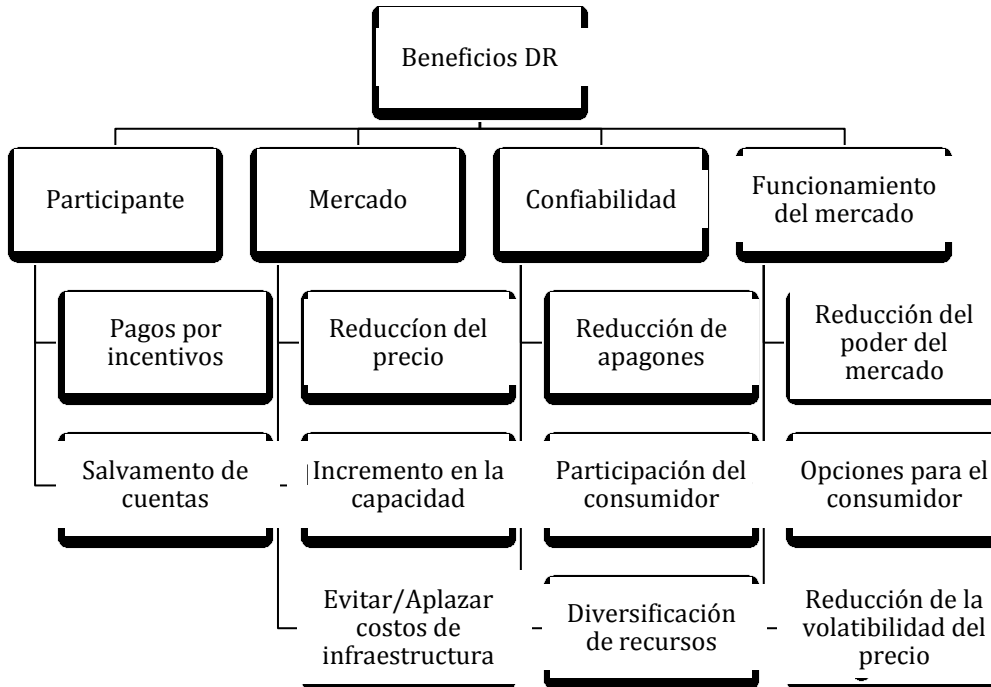 Beneficios DR
Participante
Mercado
Confiabilidad
Funcionamiento
del mercado
Pagos por
incentivos
Reduccíon del
precio
Reducción de
apagones
Reducción del
poder del
mercado
Salvamento de
cuentas
Incremento en la
capacidad
Participación del
consumidor
Opciones para el
consumidor
Evitar/Aplazar
costos de
infraestructura
Diversificación
de recursos
Reducción de la
volatibilidad del
precio